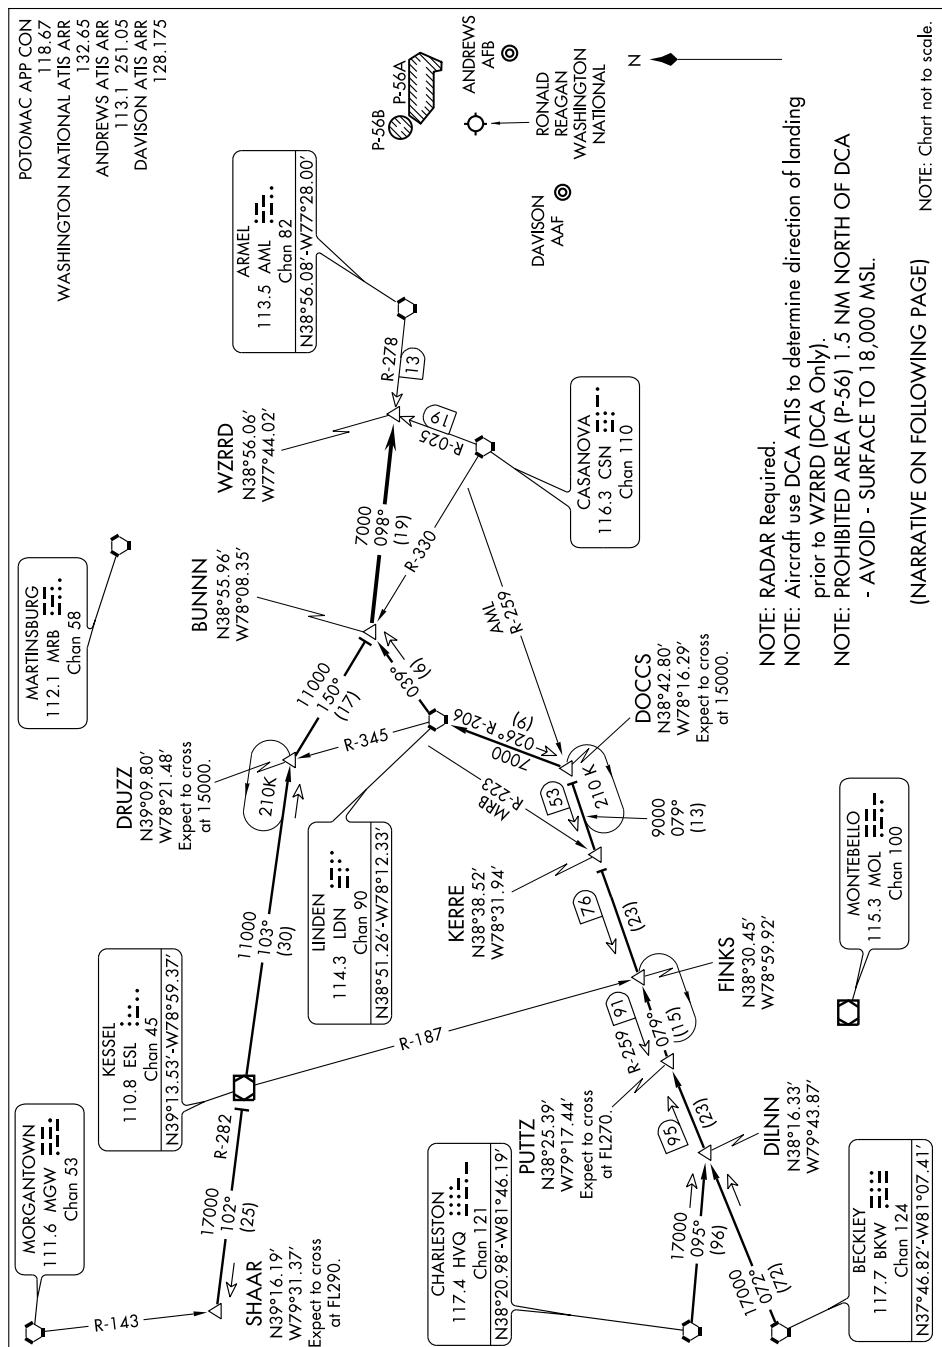 POTOMAC APP CON
118.67
WASHINGTON NATIONAL ATIS ARR
132.65
ANDREWS ATIS ARR
113.1 251.05
DAVISON ATIS ARR
128.175
MORGANTOWN
111.6 MGW
Chan 53
R-143
SHAAR
N39°16.19'
W79°31.37'
Expect to cross
at FL290.
17000
102°
(25)
R-282
KESSEL
110.8 ESL
Chan 45
N39°13.53'-W78°59.37'
11000
103°
(30)
R-187
MARTINSBURG
112.1 MRB
Chan 58
DRUZZ
N39°09.80'
W78°21.48'
Expect to cross
at 15000.
210K
11000
150°
(17)
R-345
BUNNN
N38°55.96'
W78°08.35'
7000
098°
(19)
WZRRD
N38°56.06'
W77°44.02'
ARMEL
113.5 AML
Chan 82
N38°56.08'-W77°28.00'
R-278
13
R-025
19
R-330
CASANOVA
116.3 CSN
Chan 110
LINDEN
114.3 LDN
Chan 90
N38°51.26'-W78°12.33'
039°
(6)
R-206
7000
026°
(9)
MRB
R-223
AML
R-259
DOCCS
N38°42.80'
W78°16.29'
Expect to cross
at 15000.
210 K
53
9000
079°
(13)
KERRE
N38°38.52'
W78°31.94'
76
(23)
FINKS
N38°30.45'
W78°59.92'
R-259
91
079°
(15)
PUTTZ
N38°25.39'
W79°17.44'
Expect to cross
at FL270.
95
(23)
DILNN
N38°16.33'
W79°43.87'
CHARLESTON
117.4 HVQ
Chan 121
N38°20.98'-W81°46.19'
17000
095°
(96)
17000
072°
(72)
BECKLEY
117.7 BKW
Chan 124
N37°46.82'-W81°07.41'
MONTEBELLO
115.3 MOL
Chan 100
P-56B
P-56A
ANDREWS
AFB
RONALD
REAGAN
WASHINGTON
NATIONAL
DAVISON
AAF
N
NOTE: RADAR Required.
NOTE: Aircraft use DCA ATIS to determine direction of landing
prior to WZRRD (DCA Only).
NOTE: PROHIBITED AREA (P-56) 1.5 NM NORTH OF DCA
- AVOID - SURFACE TO 18,000 MSL.
(NARRATIVE ON FOLLOWING PAGE)
NOTE: Chart not to scale.